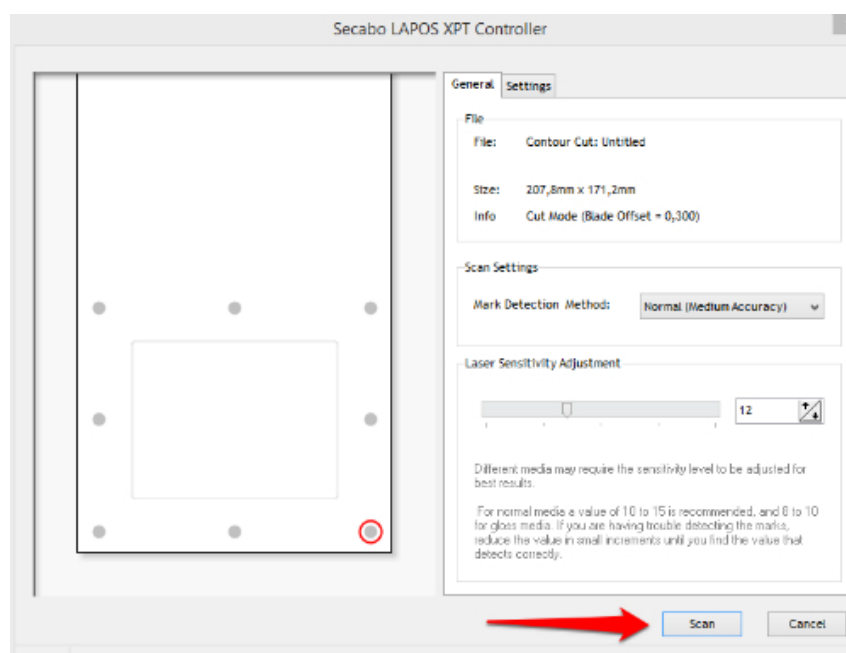 Secabo LAPOS XPT Controller
General Settings
File
File: Contour Cut: Untitled
Size: 207,8mm x 171,2mm
Info Cut Mode (Blade Offset = 0,300)
Scan Settings
Mark Detection Method: Normal (Medium Accuracy)
Laser Sensitivity Adjustment
12
Different media may require the sensitivity level to be adjusted for
best results.
For normal media a value of 10 to 15 is recommended, and 8 to 10
for gloss media. If you are having trouble detecting the marks,
reduce the value in small increments until you find the value that
detects correctly.
Scan Cancel